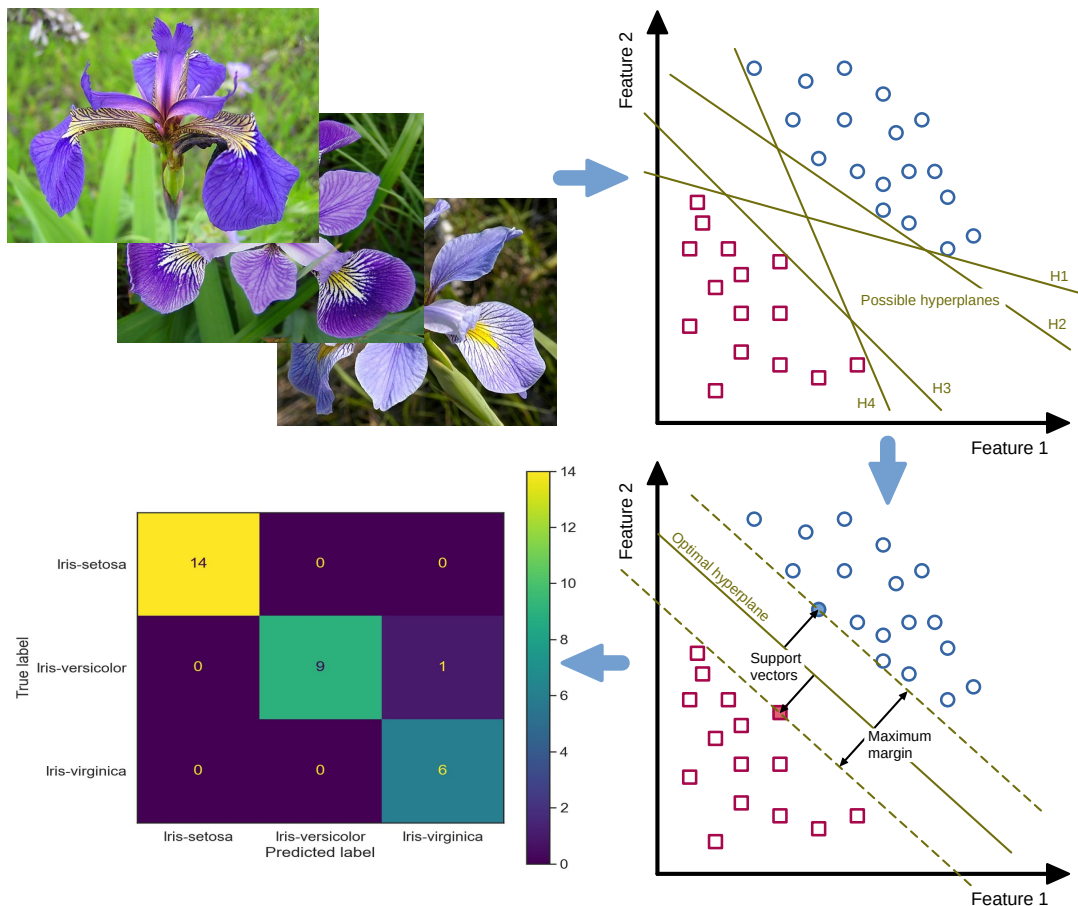 Feature 2
H1
Possible hyperplanes
H2
H3
H4
Feature 1
14
12
10
8
6
4
2
0
True label
Iris-setosa
14
0
0
Iris-versicolor
0
9
1
Iris-virginica
0
0
6
Iris-setosa
Iris-versicolor
Iris-virginica
Predicted label
Feature 2
Optimal hyperplane
Support
vectors
Maximum
margin
Feature 1